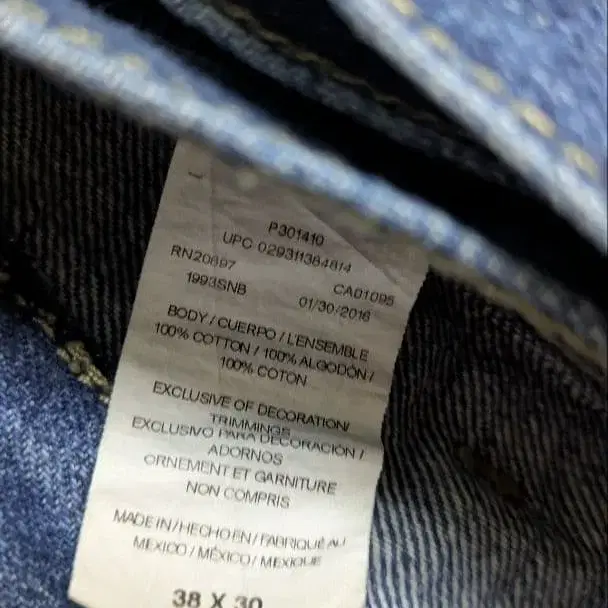 P301410
UPC 029311384814
RN20697 CA01095
1993SNB 01/30/2016
BODY / CUERPO / L'ENSEMBLE
100% COTTON / 100% ALGODÓN /
100% COTON
EXCLUSIVE OF DECORATION/
TRIMMINGS
EXCLUSIVO PARA DECORACIÓN /
ADORNOS
ORNEMENT ET GARNITURE
NON COMPRIS
MADE IN / HECHO EN / FABRIQUÉ AU
MEXICO / MÉXICO / MEXIQUE
38 X 30